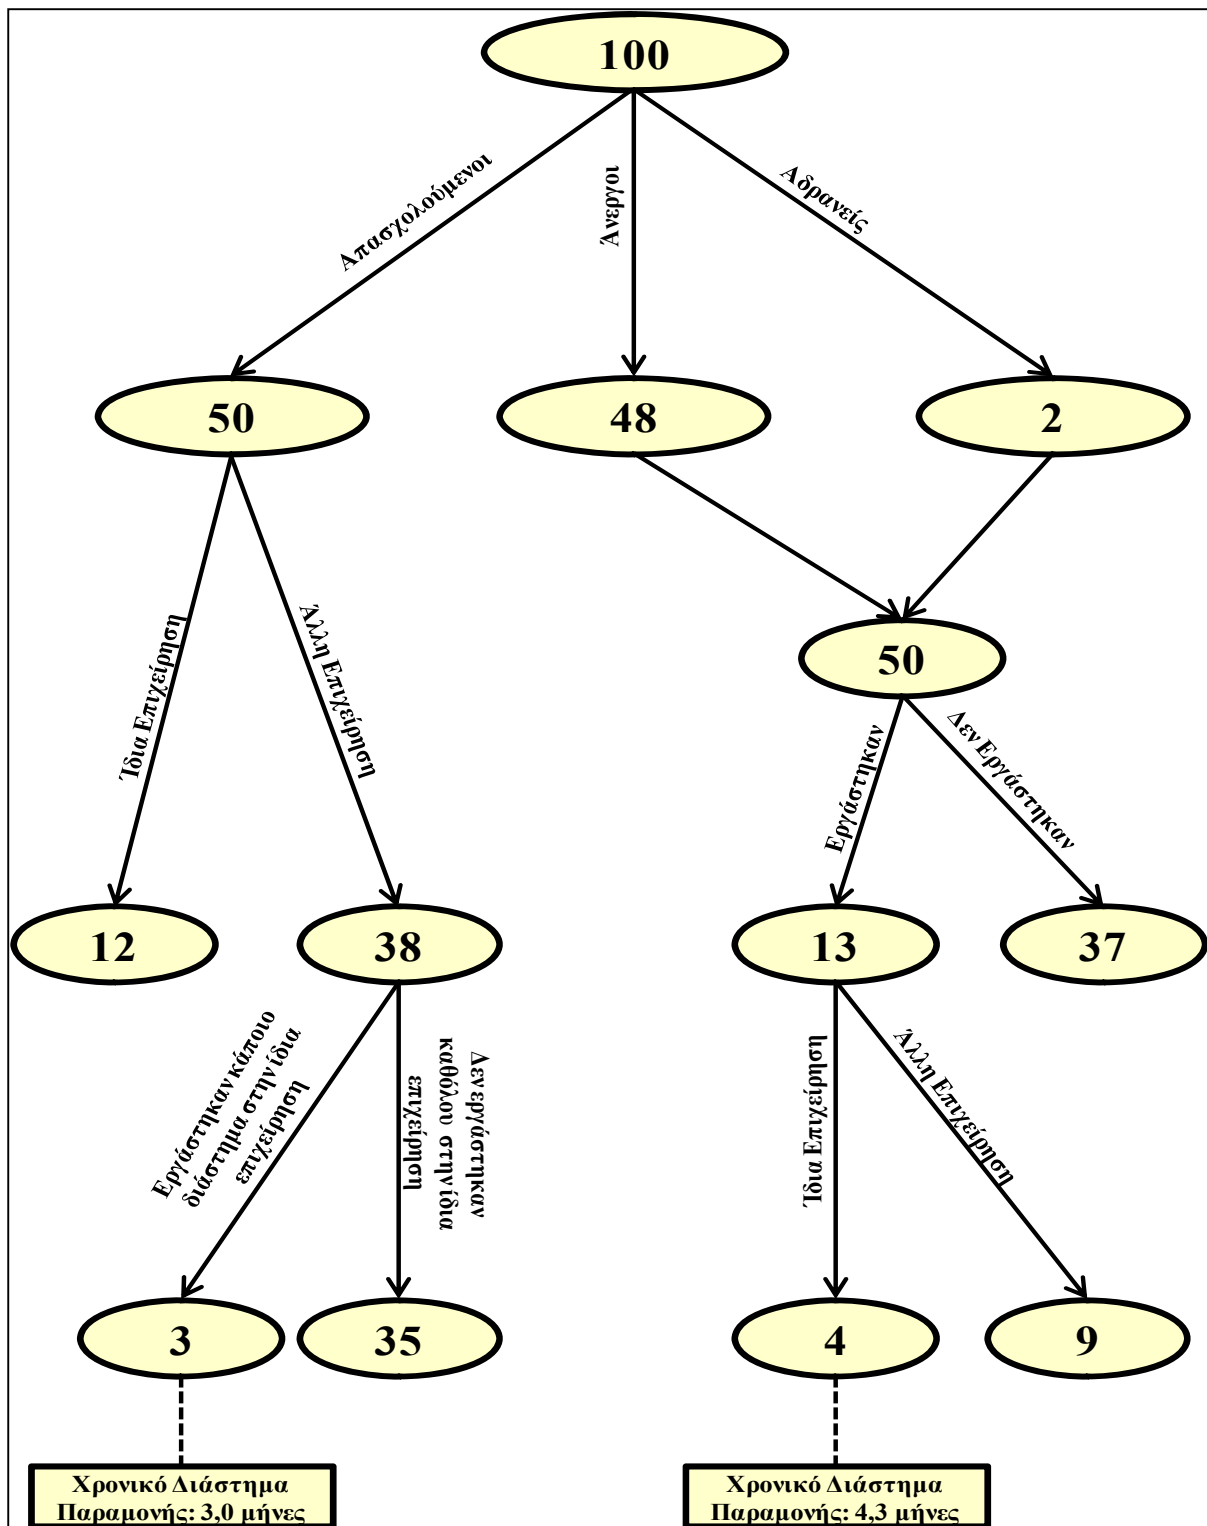 100
Απασχολούμενοι
Άνεργοι
Αδρανείς
50
48
2
Ίδια Επιχείρηση
Άλλη Επιχείρηση
50
Εργάστηκαν
Δεν Εργάστηκαν
12
38
13
37
Εργάστηκαν κάποιο
διάστημα στην ίδια
επιχείρηση
Δεν εργάστηκαν
καθόλου στην ίδια
επιχείρηση
Ίδια Επιχείρηση
Άλλη Επιχείρηση
3
35
4
9
Χρονικό Διάστημα
Παραμονής: 3,0 μήνες
Χρονικό Διάστημα
Παραμονής: 4,3 μήνες